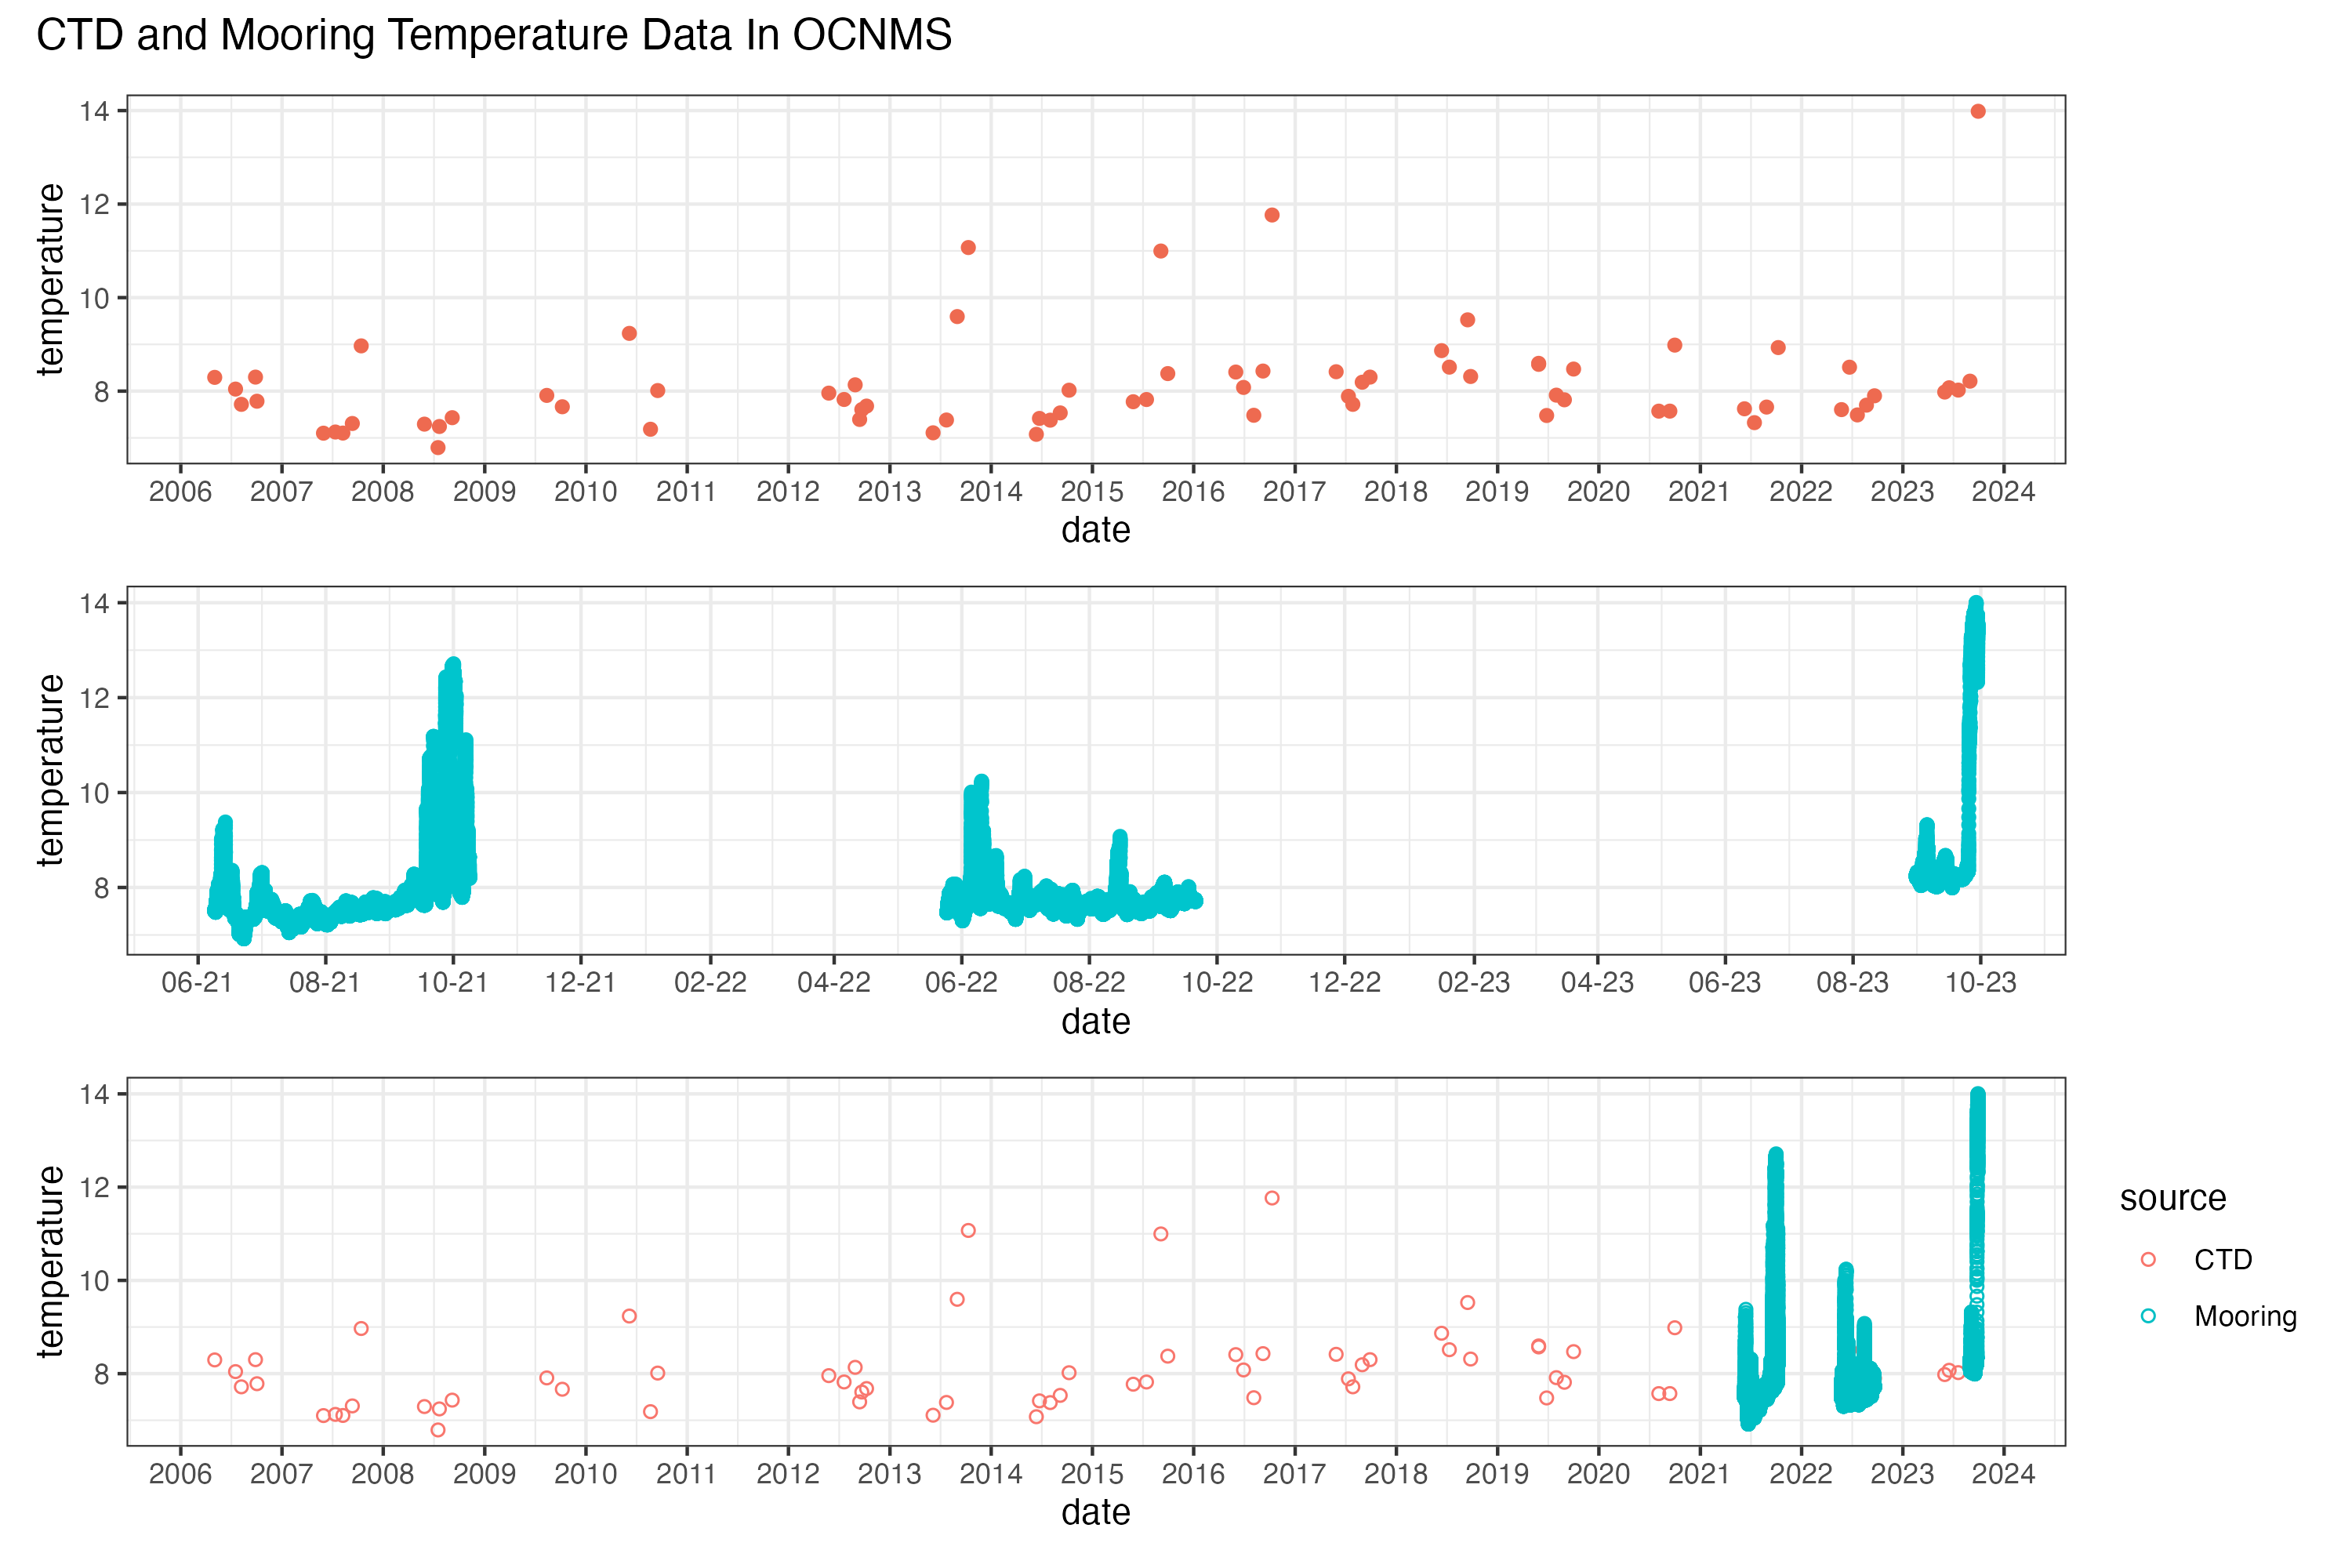 CTD and Mooring Temperature Data In OCNMS
14
12
10
8
temperature
2006 2007 2008 2009 2010 2011 2012 2013 2014 2015 2016 2017 2018 2019 2020 2021 2022 2023 2024
date
14
12
10
8
temperature
06-21 08-21 10-21 12-21 02-22 04-22 06-22 08-22 10-22 12-22 02-23 04-23 06-23 08-23 10-23
date
14
12
10
8
temperature
2006 2007 2008 2009 2010 2011 2012 2013 2014 2015 2016 2017 2018 2019 2020 2021 2022 2023 2024
date
source
CTD
Mooring